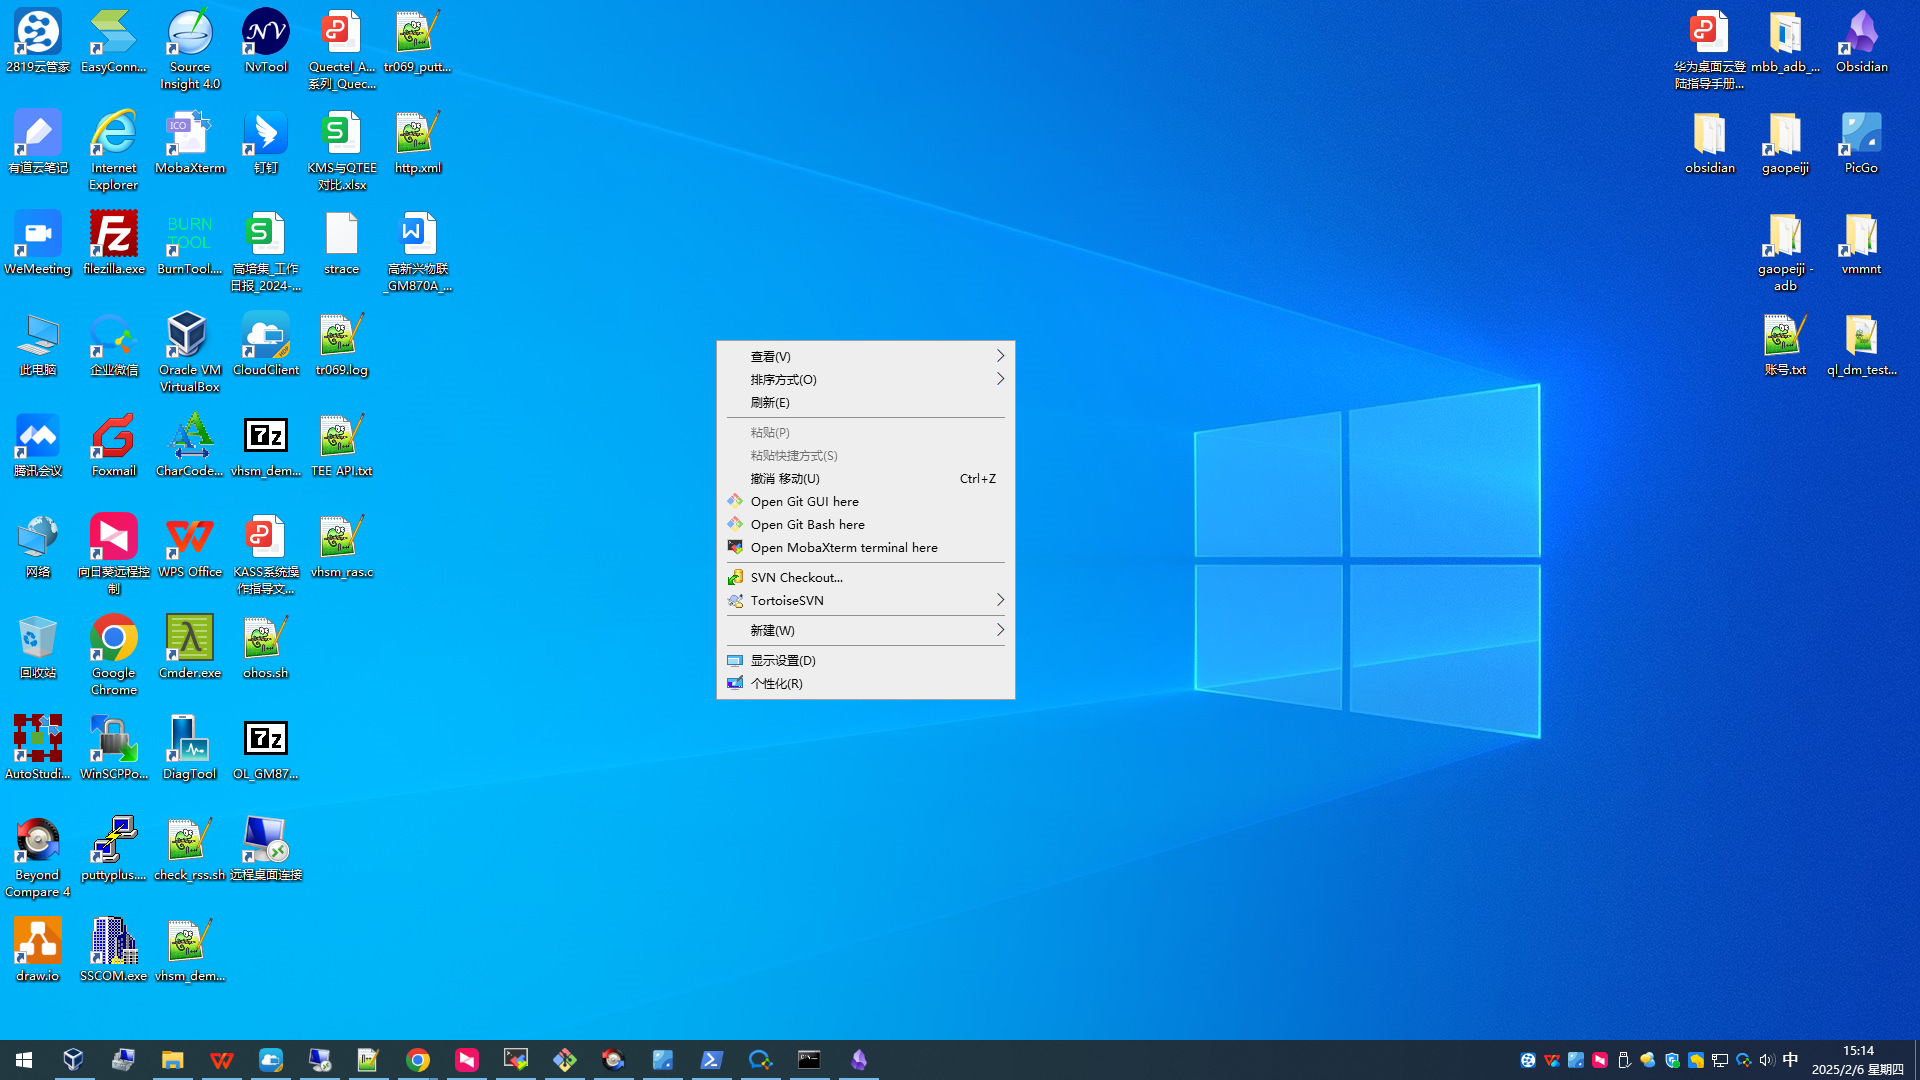 2819云管家
EasyConn...
Source
Insight 4.0
NvTool
Quectel_A...
系列_Quec...
tr069_putt...
有道云笔记
Internet
Explorer
ICO
MobaXterm
钉钉
KMS与QTEE
对比.xlsx
http.xml
WeMeeting
filezilla.exe
BURN
TOOL
BurnTool....
高培集_工作
日报_2024-...
strace
高新兴物联
_GM870A_...
此电脑
企业微信
Oracle VM
VirtualBox
CloudClient
tr069.log
腾讯会议
Foxmail
CharCode...
7z
vhsm_dem...
TEE API.txt
网络
向日葵远程控
制
WPS Office
KASS系统操
作指导文...
vhsm_ras.c
回收站
Google
Chrome
Cmder.exe
ohos.sh
AutoStudi...
WinSCPPo...
DiagTool
7z
OL_GM87...
Beyond
Compare 4
puttyplus....
check_rss.sh
远程桌面连接
draw.io
SSCOM.exe
vhsm_dem...
查看(V)
排序方式(O)
刷新(E)
粘贴(P)
粘贴快捷方式(S)
撤消 移动(U) Ctrl+Z
Open Git GUI here
Open Git Bash here
Open MobaXterm terminal here
SVN Checkout...
TortoiseSVN
新建(W)
显示设置(D)
个性化(R)
华为桌面云登
陆指导手册...
mbb_adb_...
Obsidian
obsidian
gaopeiji
PicGo
gaopeiji -
adb
vmmnt
账号.txt
ql_dm_test...
中
15:14
2025/2/6 星期四